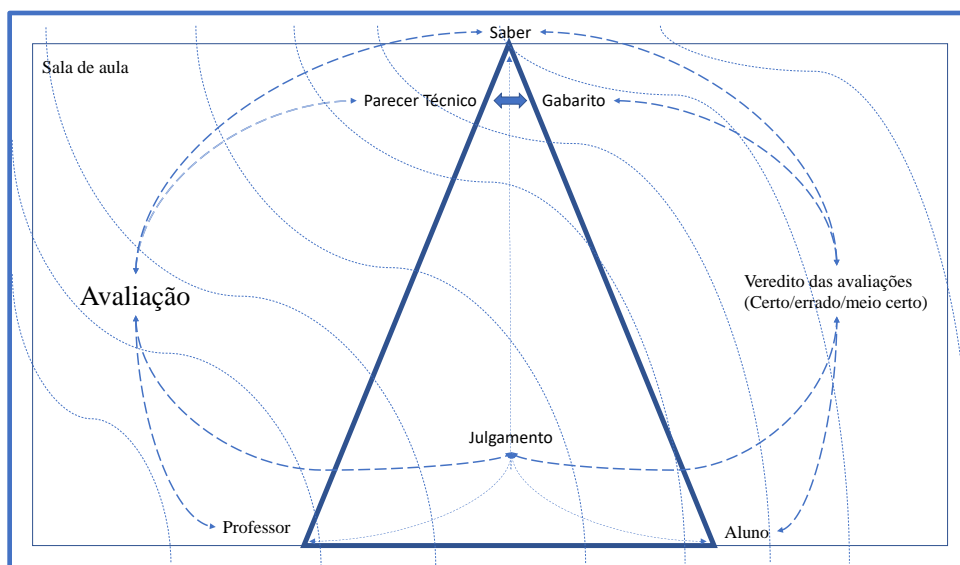 Saber
Sala de aula
Parecer Técnico
Gabarito
Avaliação
Veredito das avaliações
(Certo/errado/meio certo)
Julgamento
Professor
Aluno